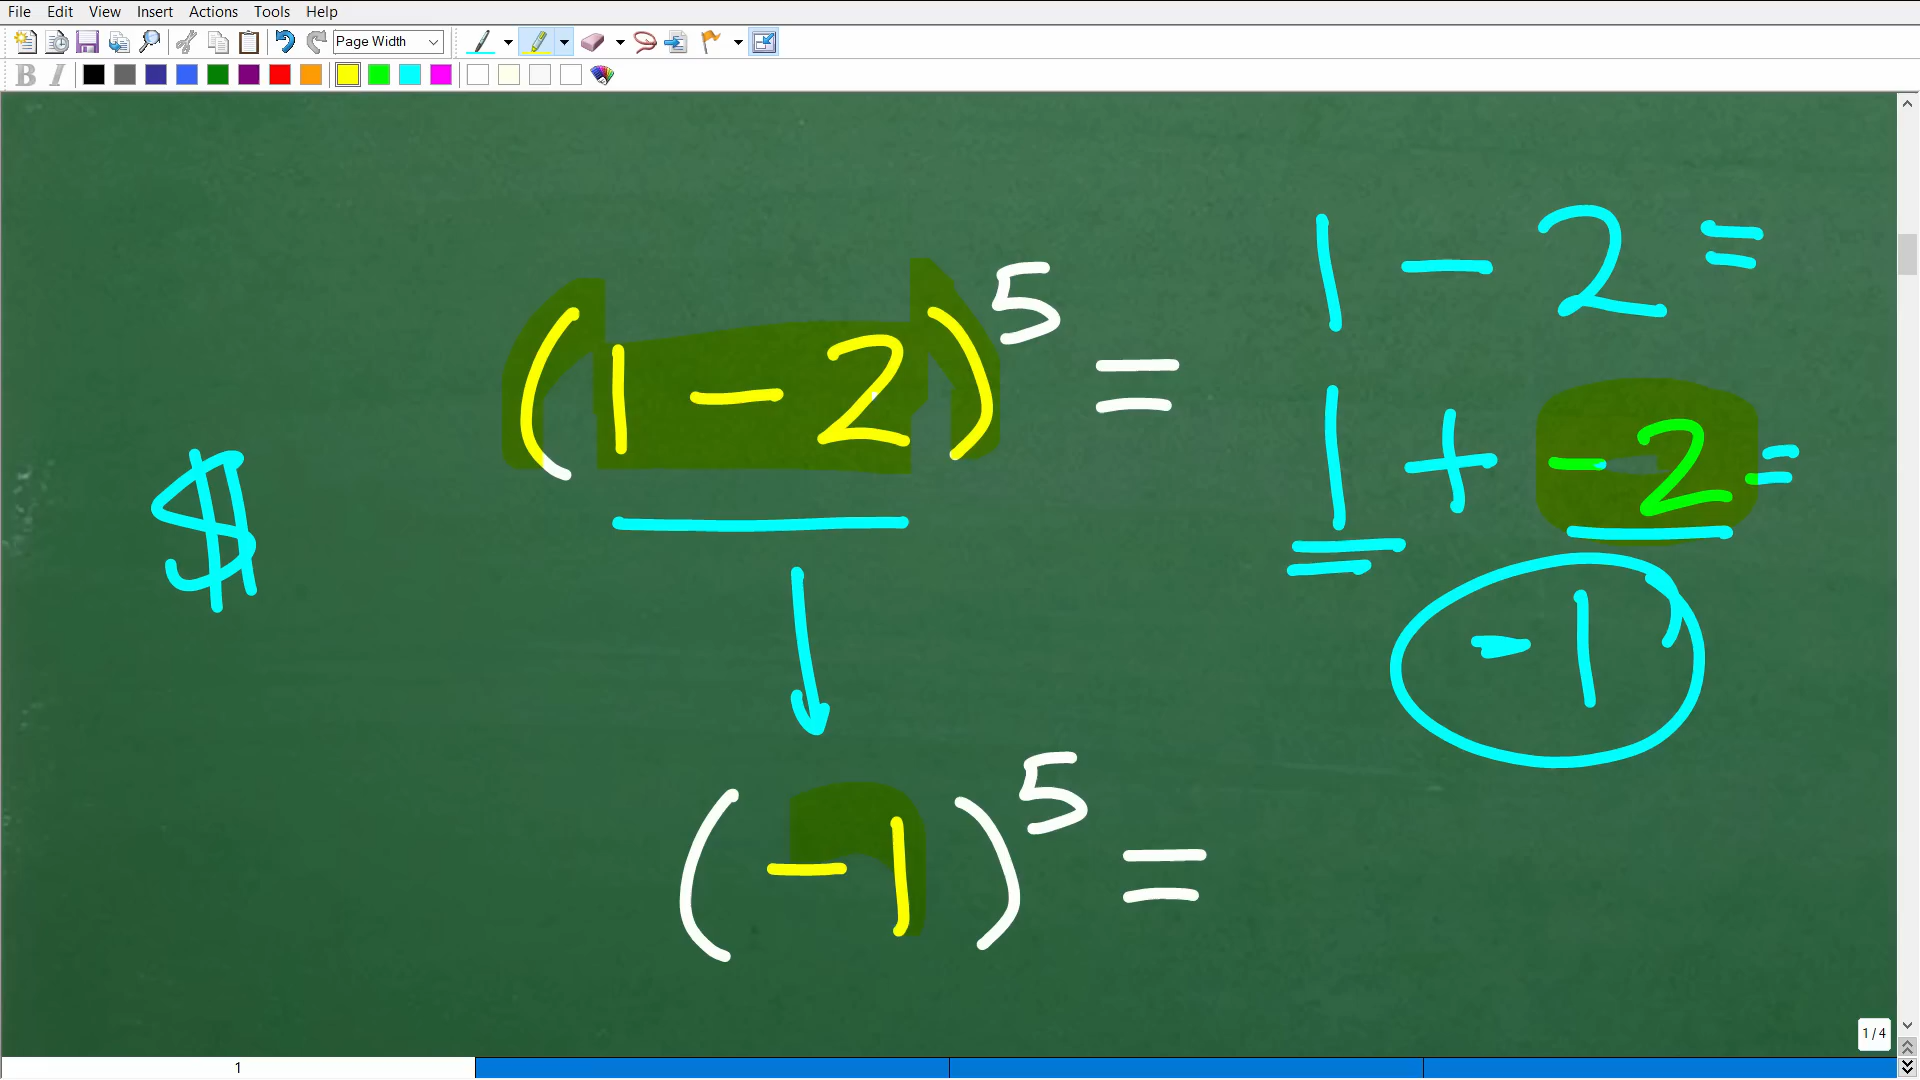 File Edit View Insert Actions Tools Help
Page Width
B I
(1 - 2)⁵ =
1 - 2 =
1 + -2 =
$
-1
(-1)⁵ =
1/4
1